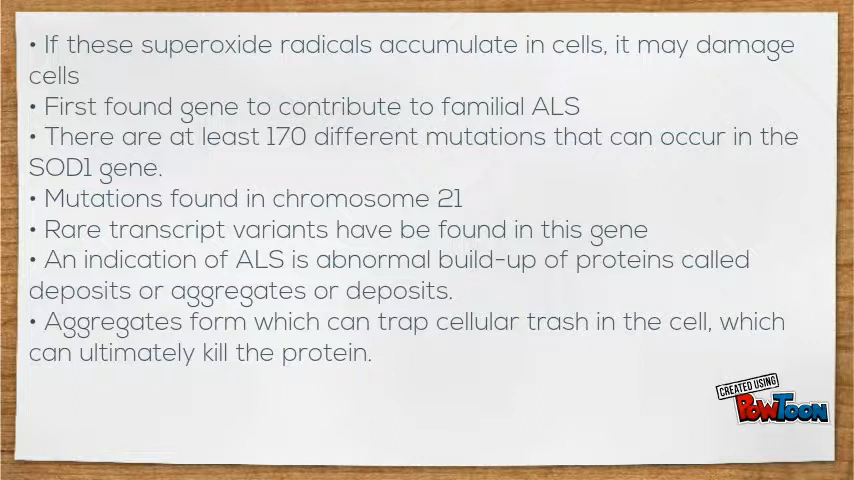 • If these superoxide radicals accumulate in cells, it may damage
cells
• First found gene to contribute to familial ALS
• There are at least 170 different mutations that can occur in the
SOD1 gene.
• Mutations found in chromosome 21
• Rare transcript variants have be found in this gene
• An indication of ALS is abnormal build-up of proteins called
deposits or aggregates or deposits.
• Aggregates form which can trap cellular trash in the cell, which
can ultimately kill the protein.
CREATED USING
POWTOON